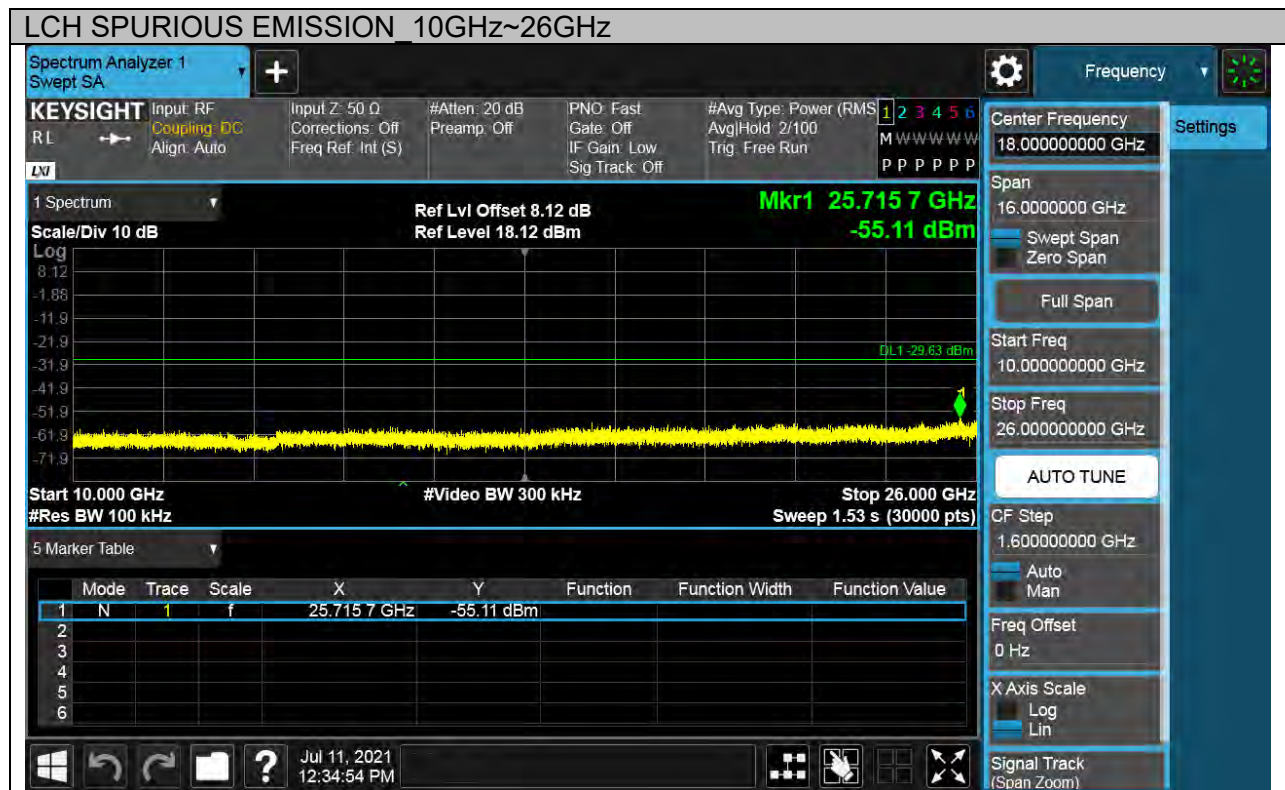 LCH SPURIOUS EMISSION_10GHz~26GHz
Spectrum Analyzer 1
Swept SA
+
Frequency
KEYSIGHT
RL
LXI
Input: RF
Coupling: DC
Align: Auto
Input Z: 50 Ω
Corrections: Off
Freq Ref: Int (S)
#Atten: 20 dB
Preamp: Off
PNO: Fast
Gate: Off
IF Gain: Low
Sig Track: Off
#Avg Type: Power (RMS
Avg|Hold: 2/100
Trig: Free Run
1 2 3 4 5 6
M W W W W W
P P P P P P
1 Spectrum
Scale/Div 10 dB
Ref Lvl Offset 8.12 dB
Ref Level 18.12 dBm
Mkr1 25.715 7 GHz
-55.11 dBm
Log
8.12
-1.88
-11.9
-21.9
-31.9
-41.9
-51.9
-61.9
-71.9
DL1 -29.63 dBm
1
Start 10.000 GHz
#Video BW 300 kHz
Stop 26.000 GHz
#Res BW 100 kHz
Sweep 1.53 s (30000 pts)
5 Marker Table
Mode Trace Scale X Y Function Function Width Function Value
1 N 1 f 25.715 7 GHz -55.11 dBm
2
3
4
5
6
?
Jul 11, 2021
12:34:54 PM
Center Frequency
18.000000000 GHz
Settings
Span
16.0000000 GHz
Swept Span
Zero Span
Full Span
Start Freq
10.000000000 GHz
Stop Freq
26.000000000 GHz
AUTO TUNE
CF Step
1.600000000 GHz
Auto
Man
Freq Offset
0 Hz
X Axis Scale
Log
Lin
Signal Track
(Span Zoom)